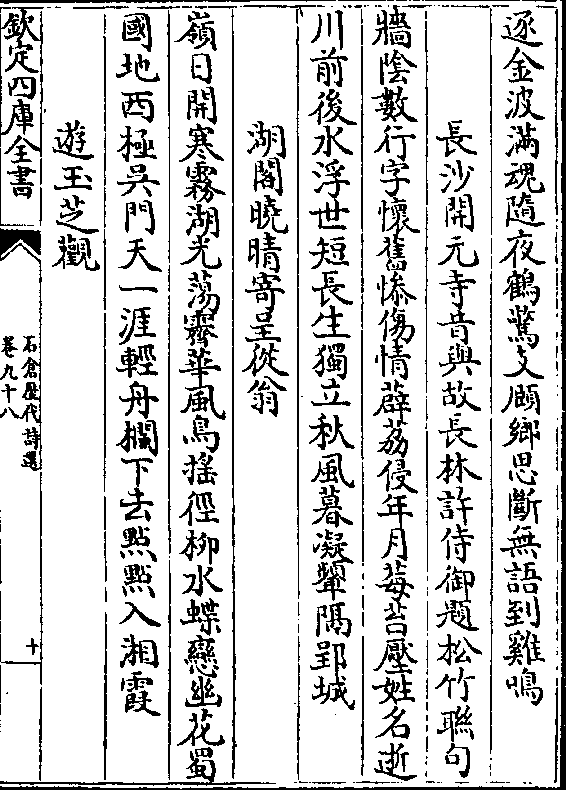 逐金波滿魂隨夜鶴驚支頤鄉思斷無語到雞鳴
長沙開元寺昔與故長林許侍御題松竹聯句
牆陰數行字懷舊慘傷情薜荔侵年月莓苔壓姓名逝
川前後水浮世短長生獨立秋風暮凝顰隔郢城
湖閣曉晴寄呈從翁
嶺日開寒霧湖光蕩霽華風鳥搖徑柳水蝶戀幽花蜀
國地西極吳門天一涯輕舟欄下去點點入湘霞
遊玉芝觀
欽定四庫全書
石倉歷代詩選
卷九十八
十